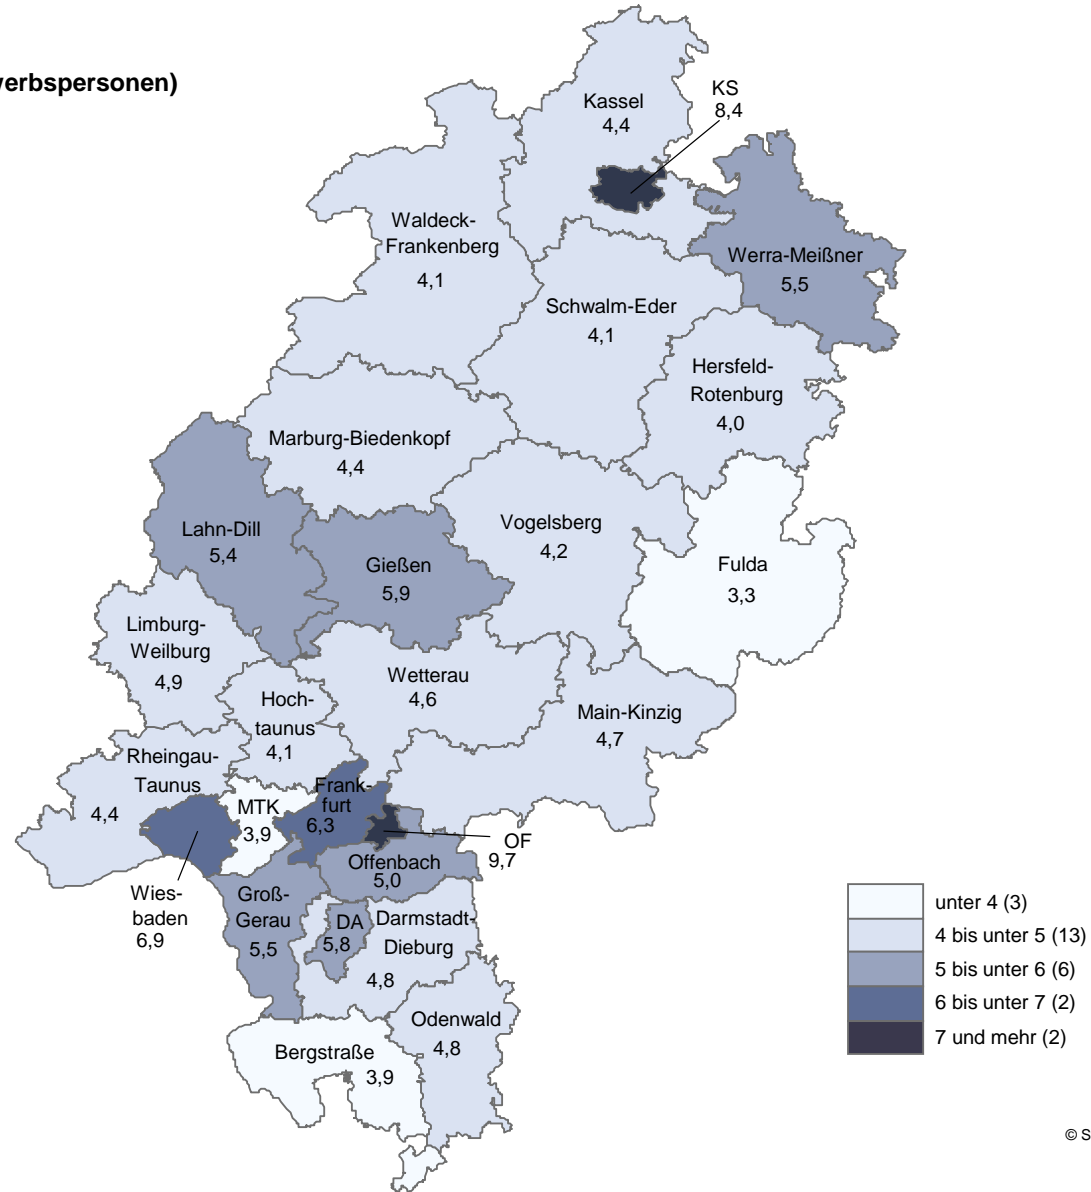 verbspersonen)
Kassel
4,4
KS
8,4
Waldeck-
Frankenberg
4,1
Werra-Meißner
5,5
Schwalm-Eder
4,1
Hersfeld-
Rotenburg
4,0
Marburg-Biedenkopf
4,4
Lahn-Dill
5,4
Gießen
5,9
Vogelsberg
4,2
Fulda
3,3
Limburg-
Weilburg
4,9
Wetterau
4,6
Hoch-
taunus
4,1
Main-Kinzig
4,7
Rheingau-
Taunus
4,4
MTK
3,9
Frank-
furt
6,3
OF
9,7
Offenbach
5,0
Wies-
baden
6,9
Groß-
Gerau
5,5
DA
5,8
Darmstadt-
Dieburg
4,8
Odenwald
4,8
Bergstraße
3,9
unter 4 (3)
4 bis unter 5 (13)
5 bis unter 6 (6)
6 bis unter 7 (2)
7 und mehr (2)
© S